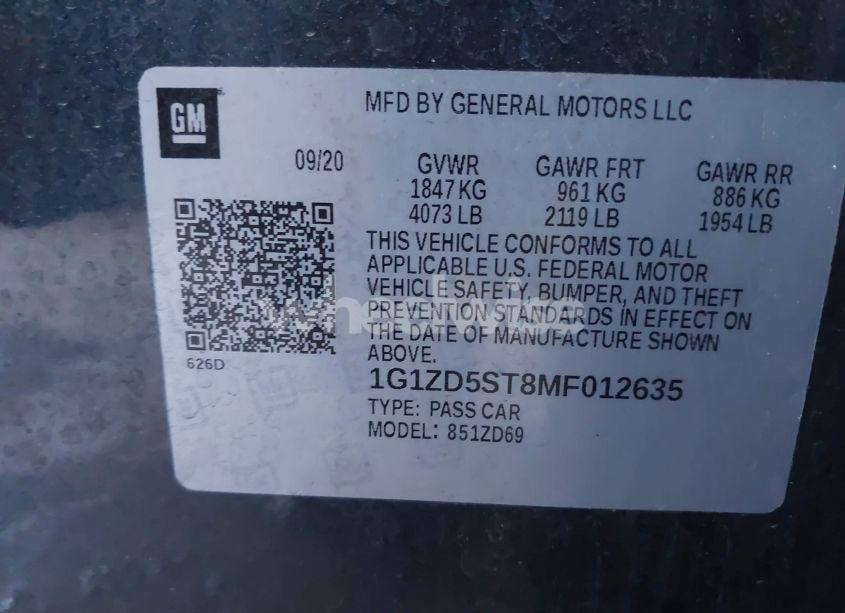 GM
MFD BY GENERAL MOTORS LLC
09/20
GVWR GAWR FRT GAWR RR
1847 KG 961 KG 886 KG
4073 LB 2119 LB 1954 LB
THIS VEHICLE CONFORMS TO ALL
APPLICABLE U.S. FEDERAL MOTOR
VEHICLE SAFETY, BUMPER, AND THEFT
PREVENTION STANDARDS IN EFFECT ON
THE DATE OF MANUFACTURE SHOWN
ABOVE.
626D
1G1ZD5ST8MF012635
TYPE: PASS CAR
MODEL: 851ZD69